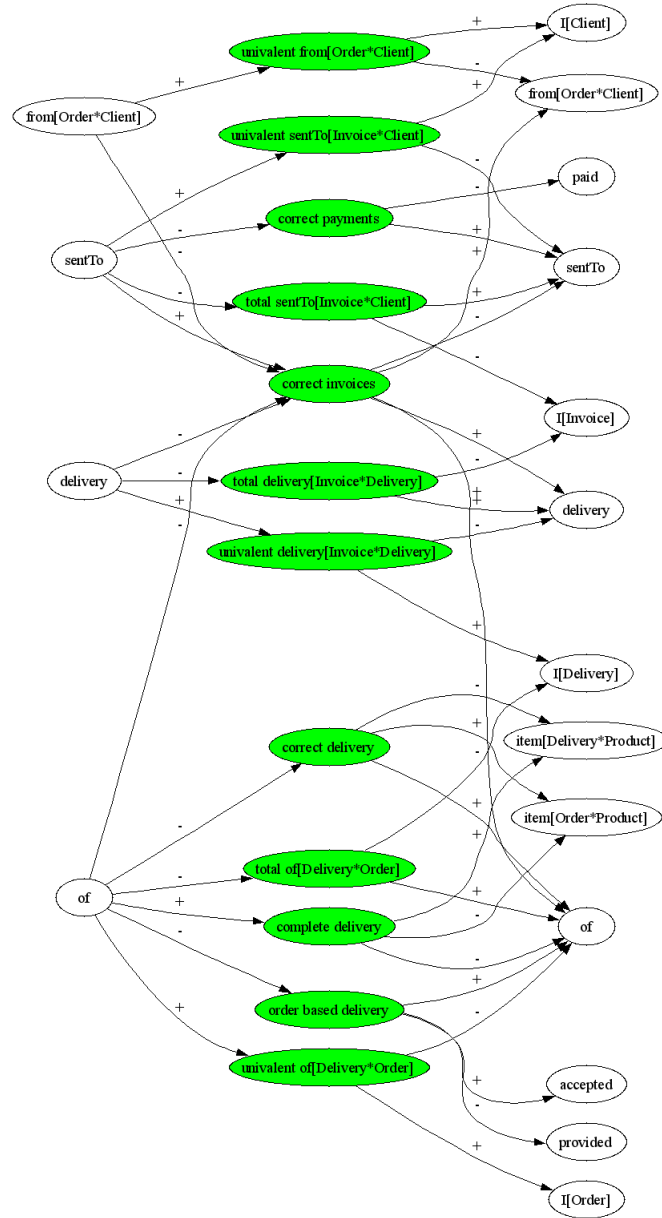 +
I[Client]
univalent from[Order*Client]
+
-
from[Order*Client]
+
from[Order*Client]
univalent sentTo[Invoice*Client]
-
paid
+
-
correct payments
+
-
+
sentTo
sentTo
-
+
total sentTo[Invoice*Client]
-
+
-
correct invoices
I[Invoice]
-
+
-
total delivery[Invoice*Delivery]
delivery
+
+
+
delivery
-
-
univalent delivery[Invoice*Delivery]
+
I[Delivery]
-
+
item[Delivery*Product]
correct delivery
-
+
item[Order*Product]
-
+
total of[Delivery*Order]
-
+
of
+
-
of
complete delivery
-
-
+
order based delivery
+
-
univalent of[Delivery*Order]
+
accepted
-
provided
+
I[Order]